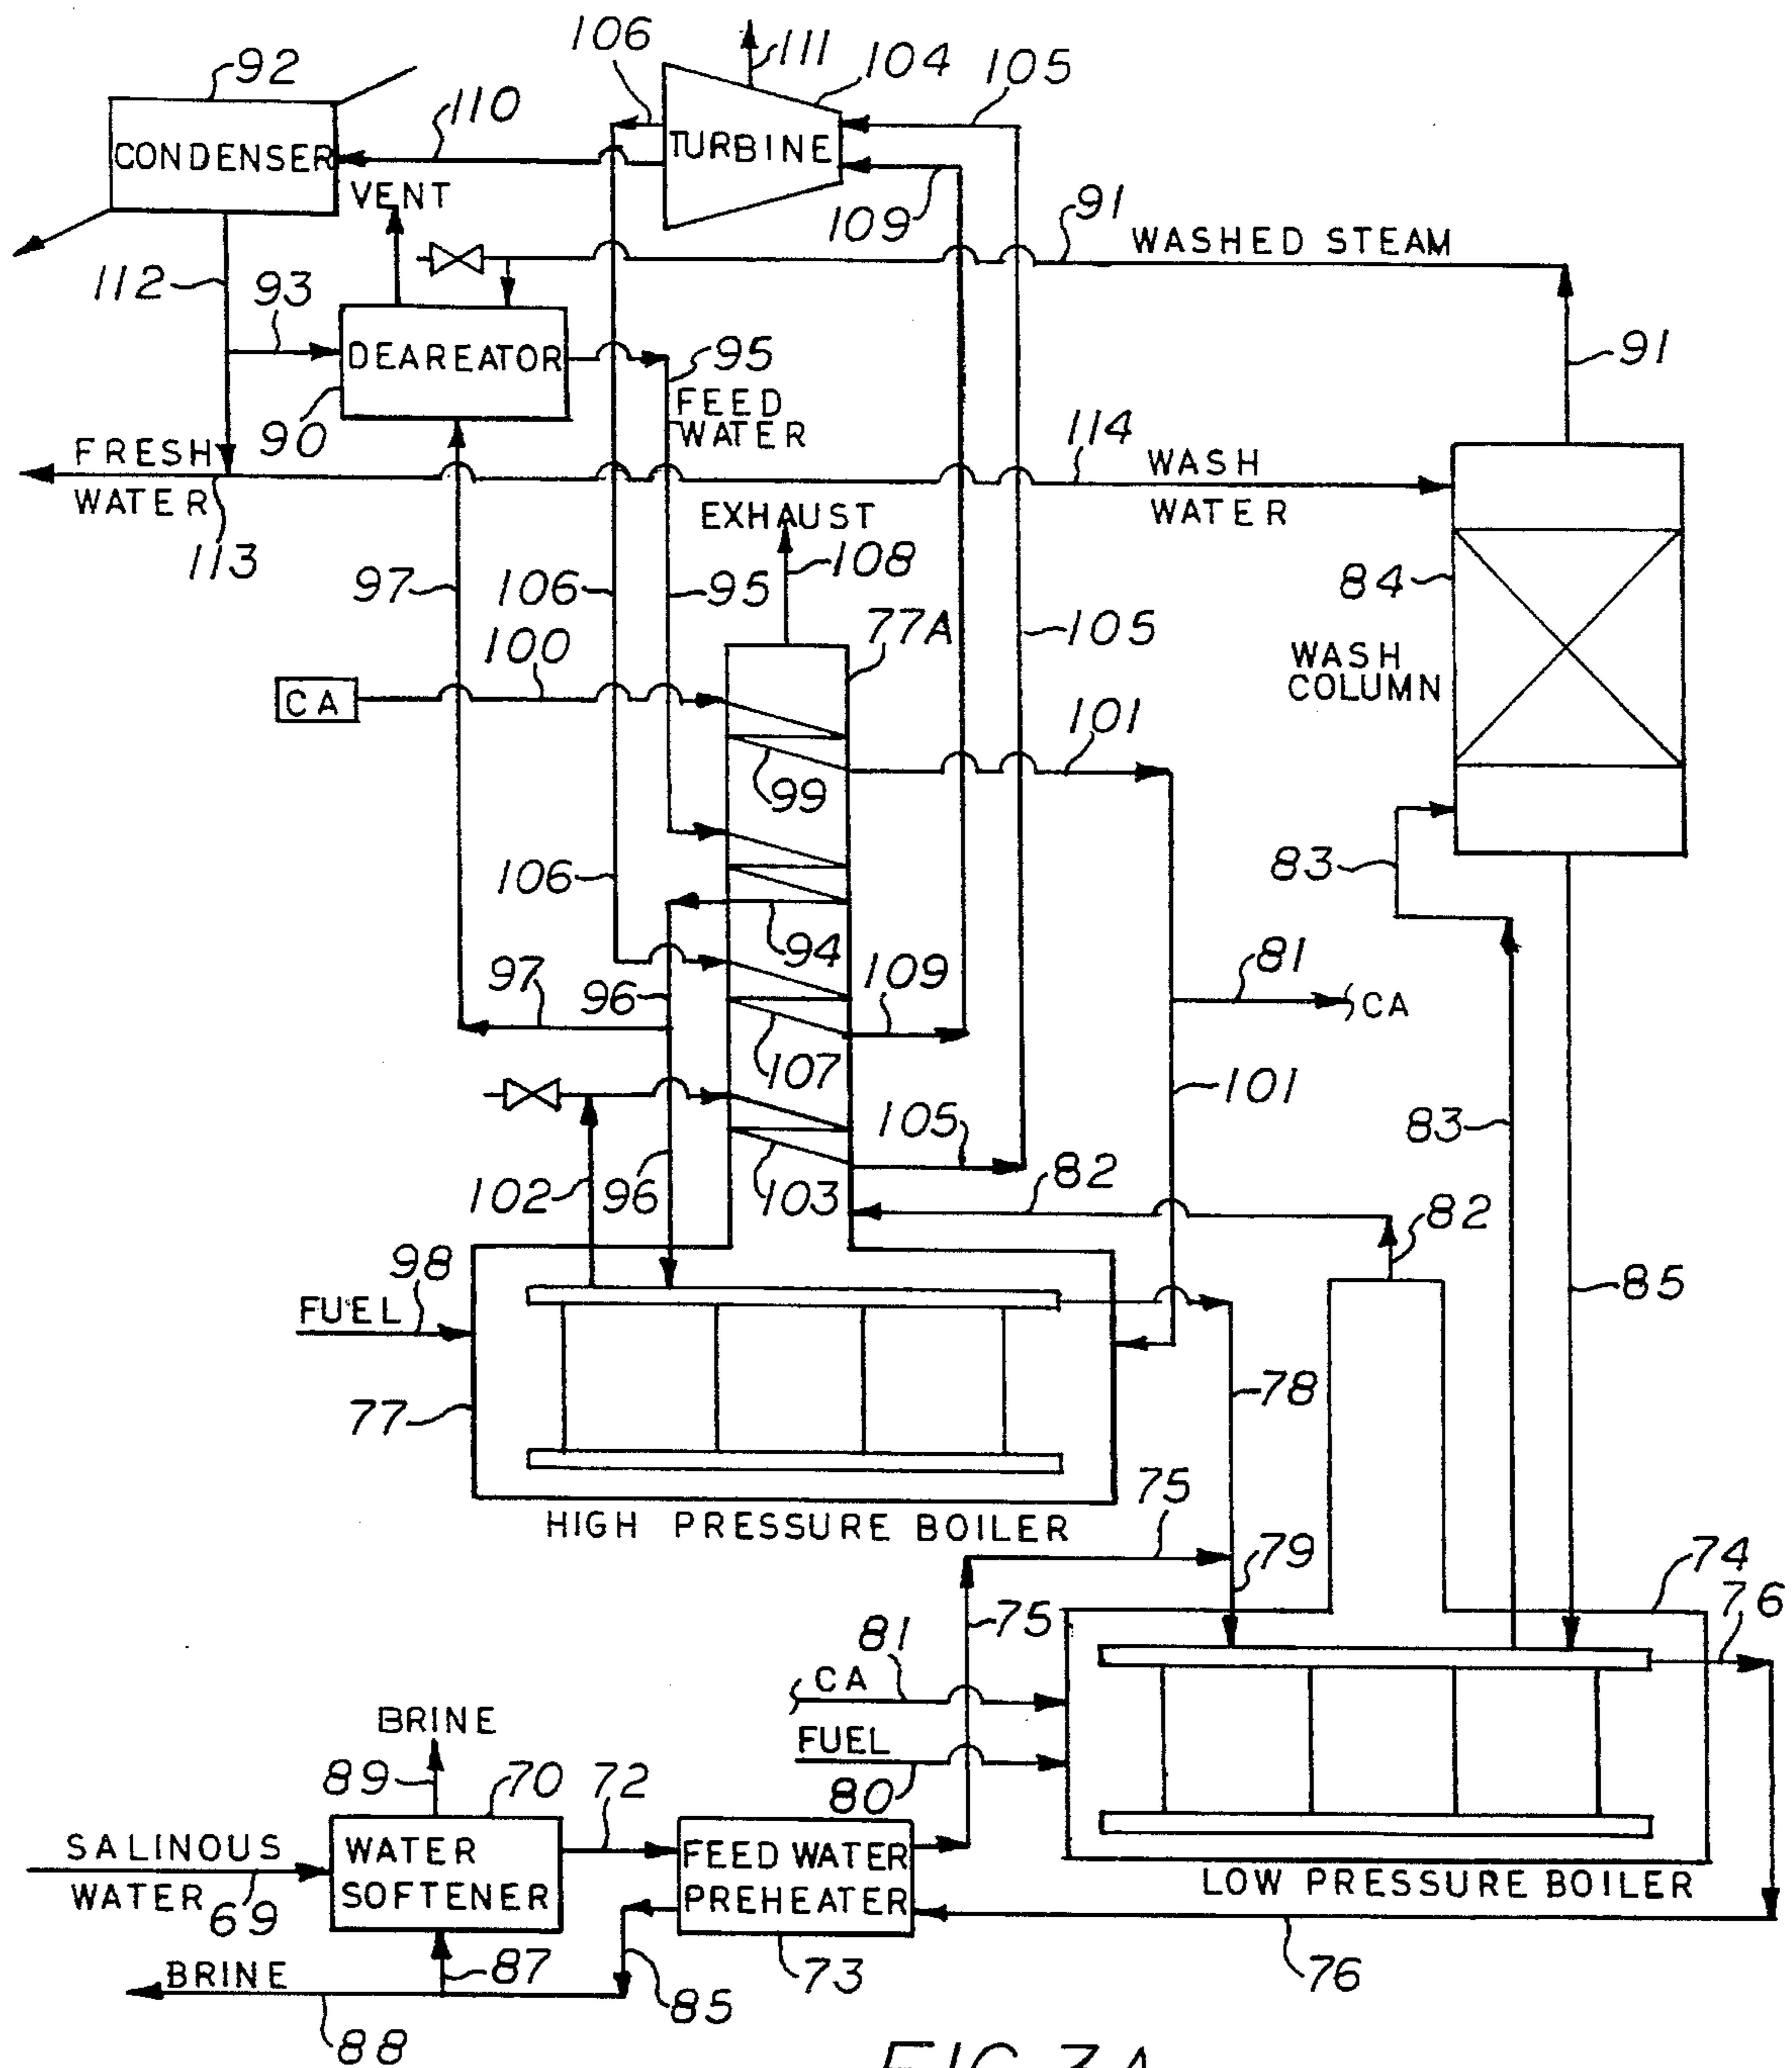 106
111
104
105
92
110
CONDENSER
TURBINE
VENT
109
91
WASHED STEAM
112
93
DEAREATOR
95
91
FEED
WATER
90
FRESH
WATER
114
WASH
WATER
113
EXHAUST
108
97
106
95
77A
84
105
WASH
COLUMN
100
CA
101
99
83
106
94
81
109
CA
97
96
107
101
83
105
102
96
103
82
82
98
FUEL
85
77
78
HIGH PRESSURE BOILER
75
79
74
76
75
81
CA
BRINE
FUEL
89
70
72
80
SALINOUS
WATER
69
WATER
SOFTENER
FEED WATER
PREHEATER
LOW PRESSURE BOILER
BRINE
87
73
76
85
88
FIG. 3A